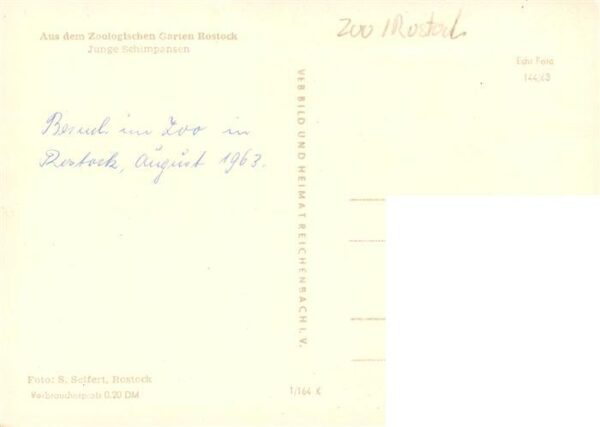 Aus dem Zoologischen Garten Rostock
Junge Schimpansen
Zoo / Rostock
Echt Foto
144/63
Besuch im Zoo in
Rostock, August 1963.
VEB BILD UND HEIMAT REICHENBACH I. V.
Foto: S. Seifert, Rostock
Verbraucherpreis 0,20 DM
1/164 K